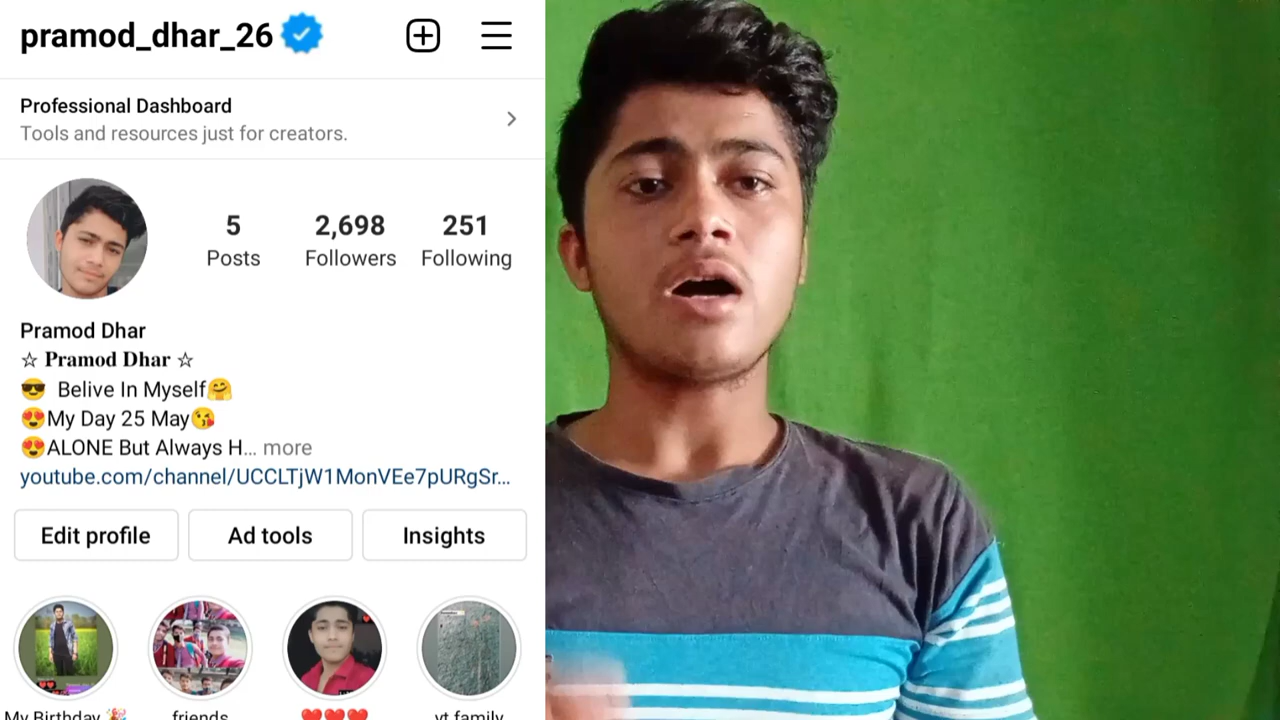 pramod_dhar_26
Professional Dashboard
Tools and resources just for creators.
5 2,698 251
Posts Followers Following
Pramod Dhar
☆ Pramod Dhar ☆
😎 Belive In Myself🤗
😍My Day 25 May😘
😍ALONE But Always H... more
youtube.com/channel/UCCLTjW1MonVEe7pURgSr...
Edit profile Ad tools Insights
My Birthday 🎉 friends ❤️❤️❤️ yt family